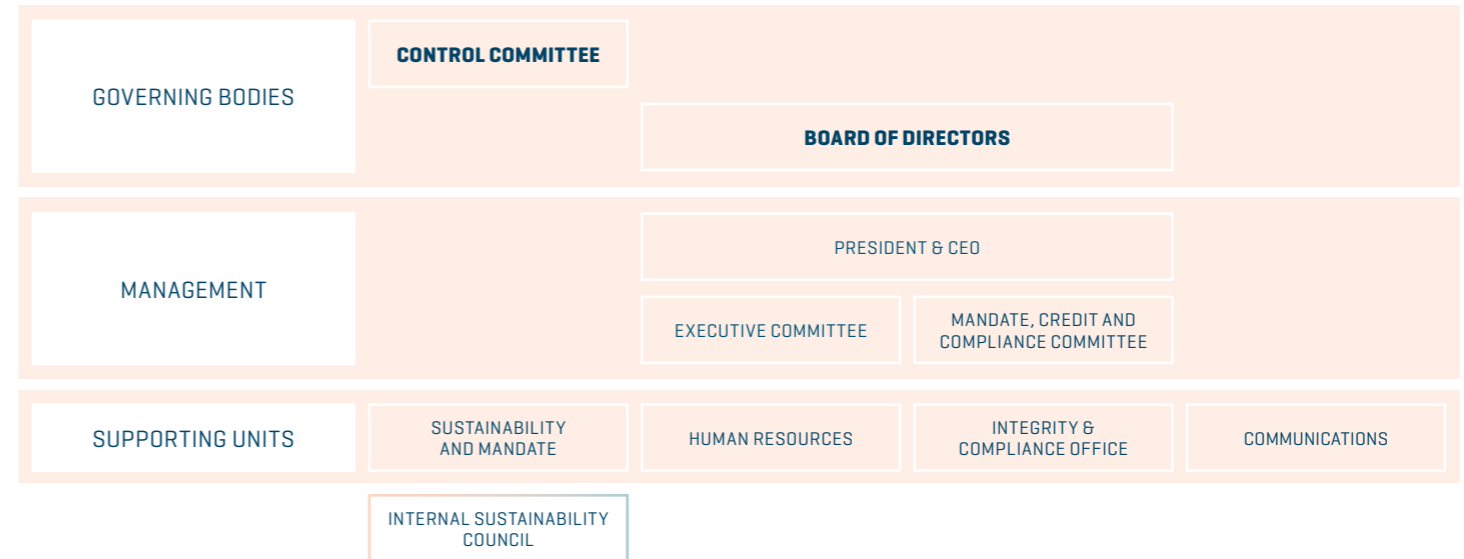 GOVERNING BODIES
CONTROL COMMITTEE
BOARD OF DIRECTORS
MANAGEMENT
PRESIDENT & CEO
EXECUTIVE COMMITTEE
MANDATE, CREDIT AND
COMPLIANCE COMMITTEE
SUPPORTING UNITS
SUSTAINABILITY
AND MANDATE
HUMAN RESOURCES
INTEGRITY &
COMPLIANCE OFFICE
COMMUNICATIONS
INTERNAL SUSTAINABILITY
COUNCIL